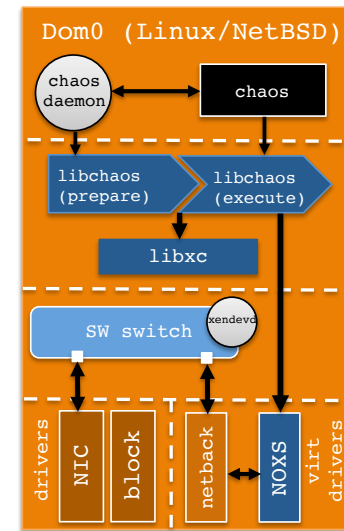 Dom0 (Linux/NetBSD)
chaos
daemon
chaos
libchaos
(prepare)
libchaos
(execute)
libxc
xendevd
SW switch
drivers
NIC
block
netback
NOXS
virt
drivers